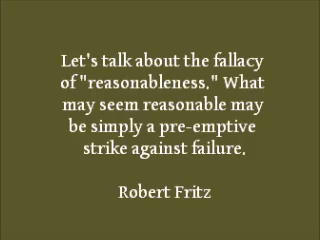 Let's talk about the fallacy
of "reasonableness." What
may seem reasonable may
be simply a pre-emptive
strike against failure.
Robert Fritz